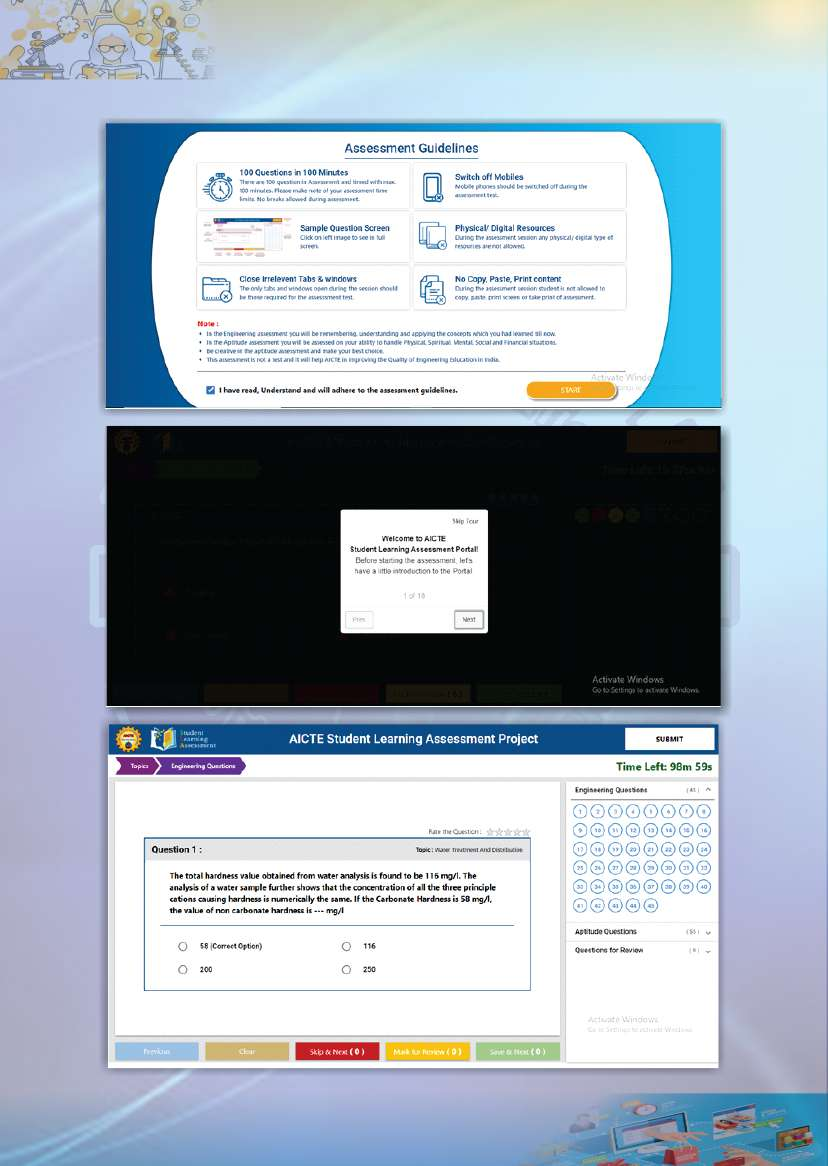 Assessment Guidelines
100 Questions in 100 Minutes
There are 100 question in Assessment and timed with max.
100 minutes. Please make note of your assessment time
limits. No breaks allowed during assessment.
Switch off Mobiles
Mobile phones should be switched off during the
assessment test.
Sample Question Screen
Click on left image to see in full
screen.
Physical/ Digital Resources
During the assessment session any physical/ digital type of
resources are not allowed.
Close Irrelevent Tabs & windows
The only tabs and windows open during the session should
be those required for the assessment test.
No Copy, Paste, Print content
During the assessment session student is not allowed to
copy, paste, print screen or take print of assessment.
Note :
• In the Engineering assessment you will be remembering, understanding and applying the concepts which you had learned till now.
• In the Aptitude assessment you will be assessed on your ability to handle Physical, Spiritual, Mental, Social and Financial situations.
• Be creative in the aptitude assessment and make your best choice.
• This assessment is not a test and it will help AICTE in improving the Quality of Engineering Education in India.
Activate Windo
I have read, Understand and will adhere to the assessment guidelines.
START
Skip Tour
Welcome to AICTE
Student Learning Assessment Portal!
Before starting the assessment, let's
have a little introduction to the Portal
1 of 18
Prev
Next
Activate Windows
Go to Settings to activate Windows.
Student
Learning
Assessment
AICTE Student Learning Assessment Project
SUBMIT
Topics
Engineering Questions
Time Left: 98m 59s
Rate the Question :
Question 1 :
Topic : Water Treatment And Distribution
The total hardness value obtained from water analysis is found to be 116 mg/l. The
analysis of a water sample further shows that the concentration of all the three principle
cations causing hardness is numerically the same. If the Carbonate Hardness is 58 mg/l,
the value of non carbonate hardness is --- mg/l
58 (Correct Option)
116
200
250
Engineering Questions (45)
1 2 3 4 5 6 7 8
9 10 11 12 13 14 15 16
17 18 19 20 21 22 23 24
25 26 27 28 29 30 31 32
33 34 35 36 37 38 39 40
41 42 43 44 45
Aptitude Questions (55)
Questions for Review (0)
Activate Windows
Go to Settings to activate Windows.
Previous
Clear
Skip & Next ( 0 )
Mark for Review ( 0 )
Save & Next ( 0 )